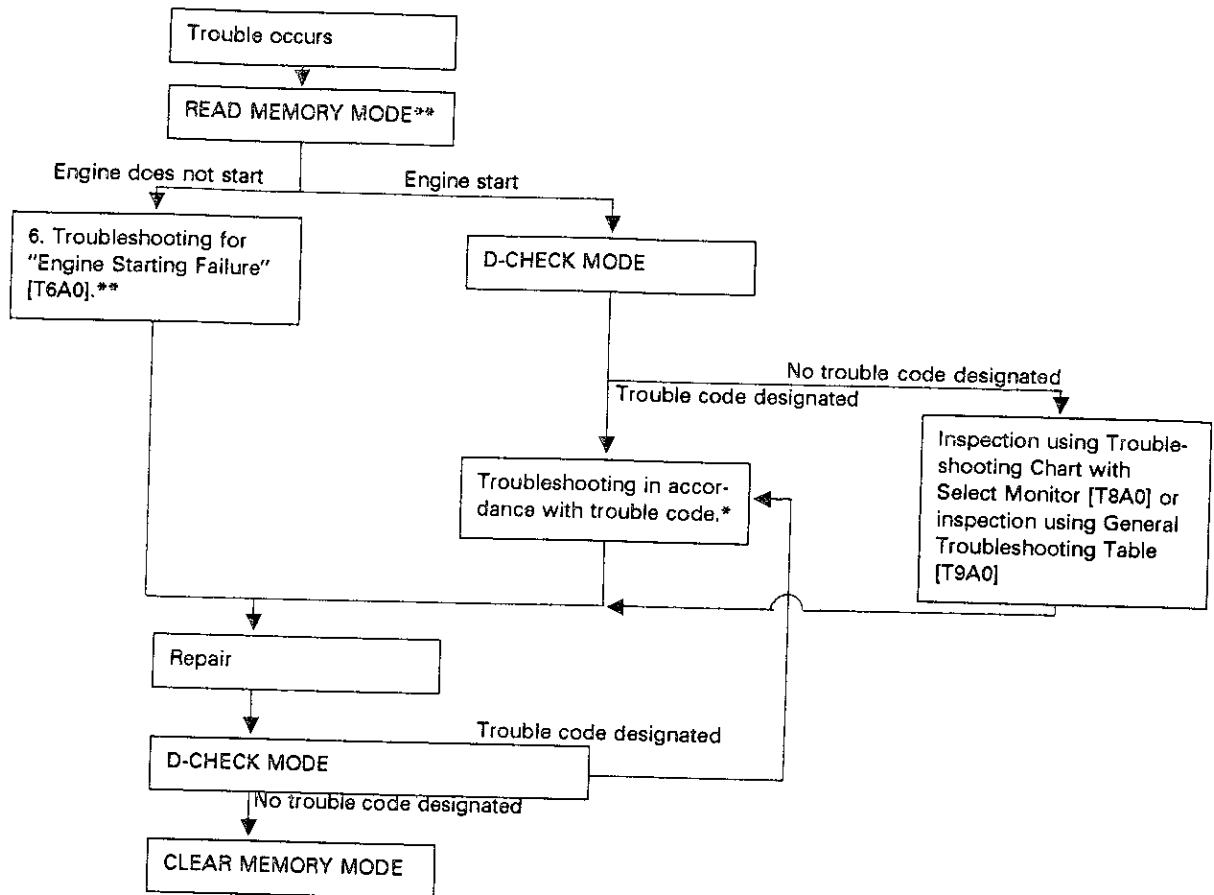 Trouble occurs
READ MEMORY MODE**
Engine does not start
Engine start
6. Troubleshooting for
"Engine Starting Failure"
[T6A0].**
D-CHECK MODE
No trouble code designated
Trouble code designated
Inspection using Trouble-
shooting Chart with
Select Monitor [T8A0] or
inspection using General
Troubleshooting Table
[T9A0]
Troubleshooting in accor-
dance with trouble code.*
Repair
Trouble code designated
D-CHECK MODE
No trouble code designated
CLEAR MEMORY MODE